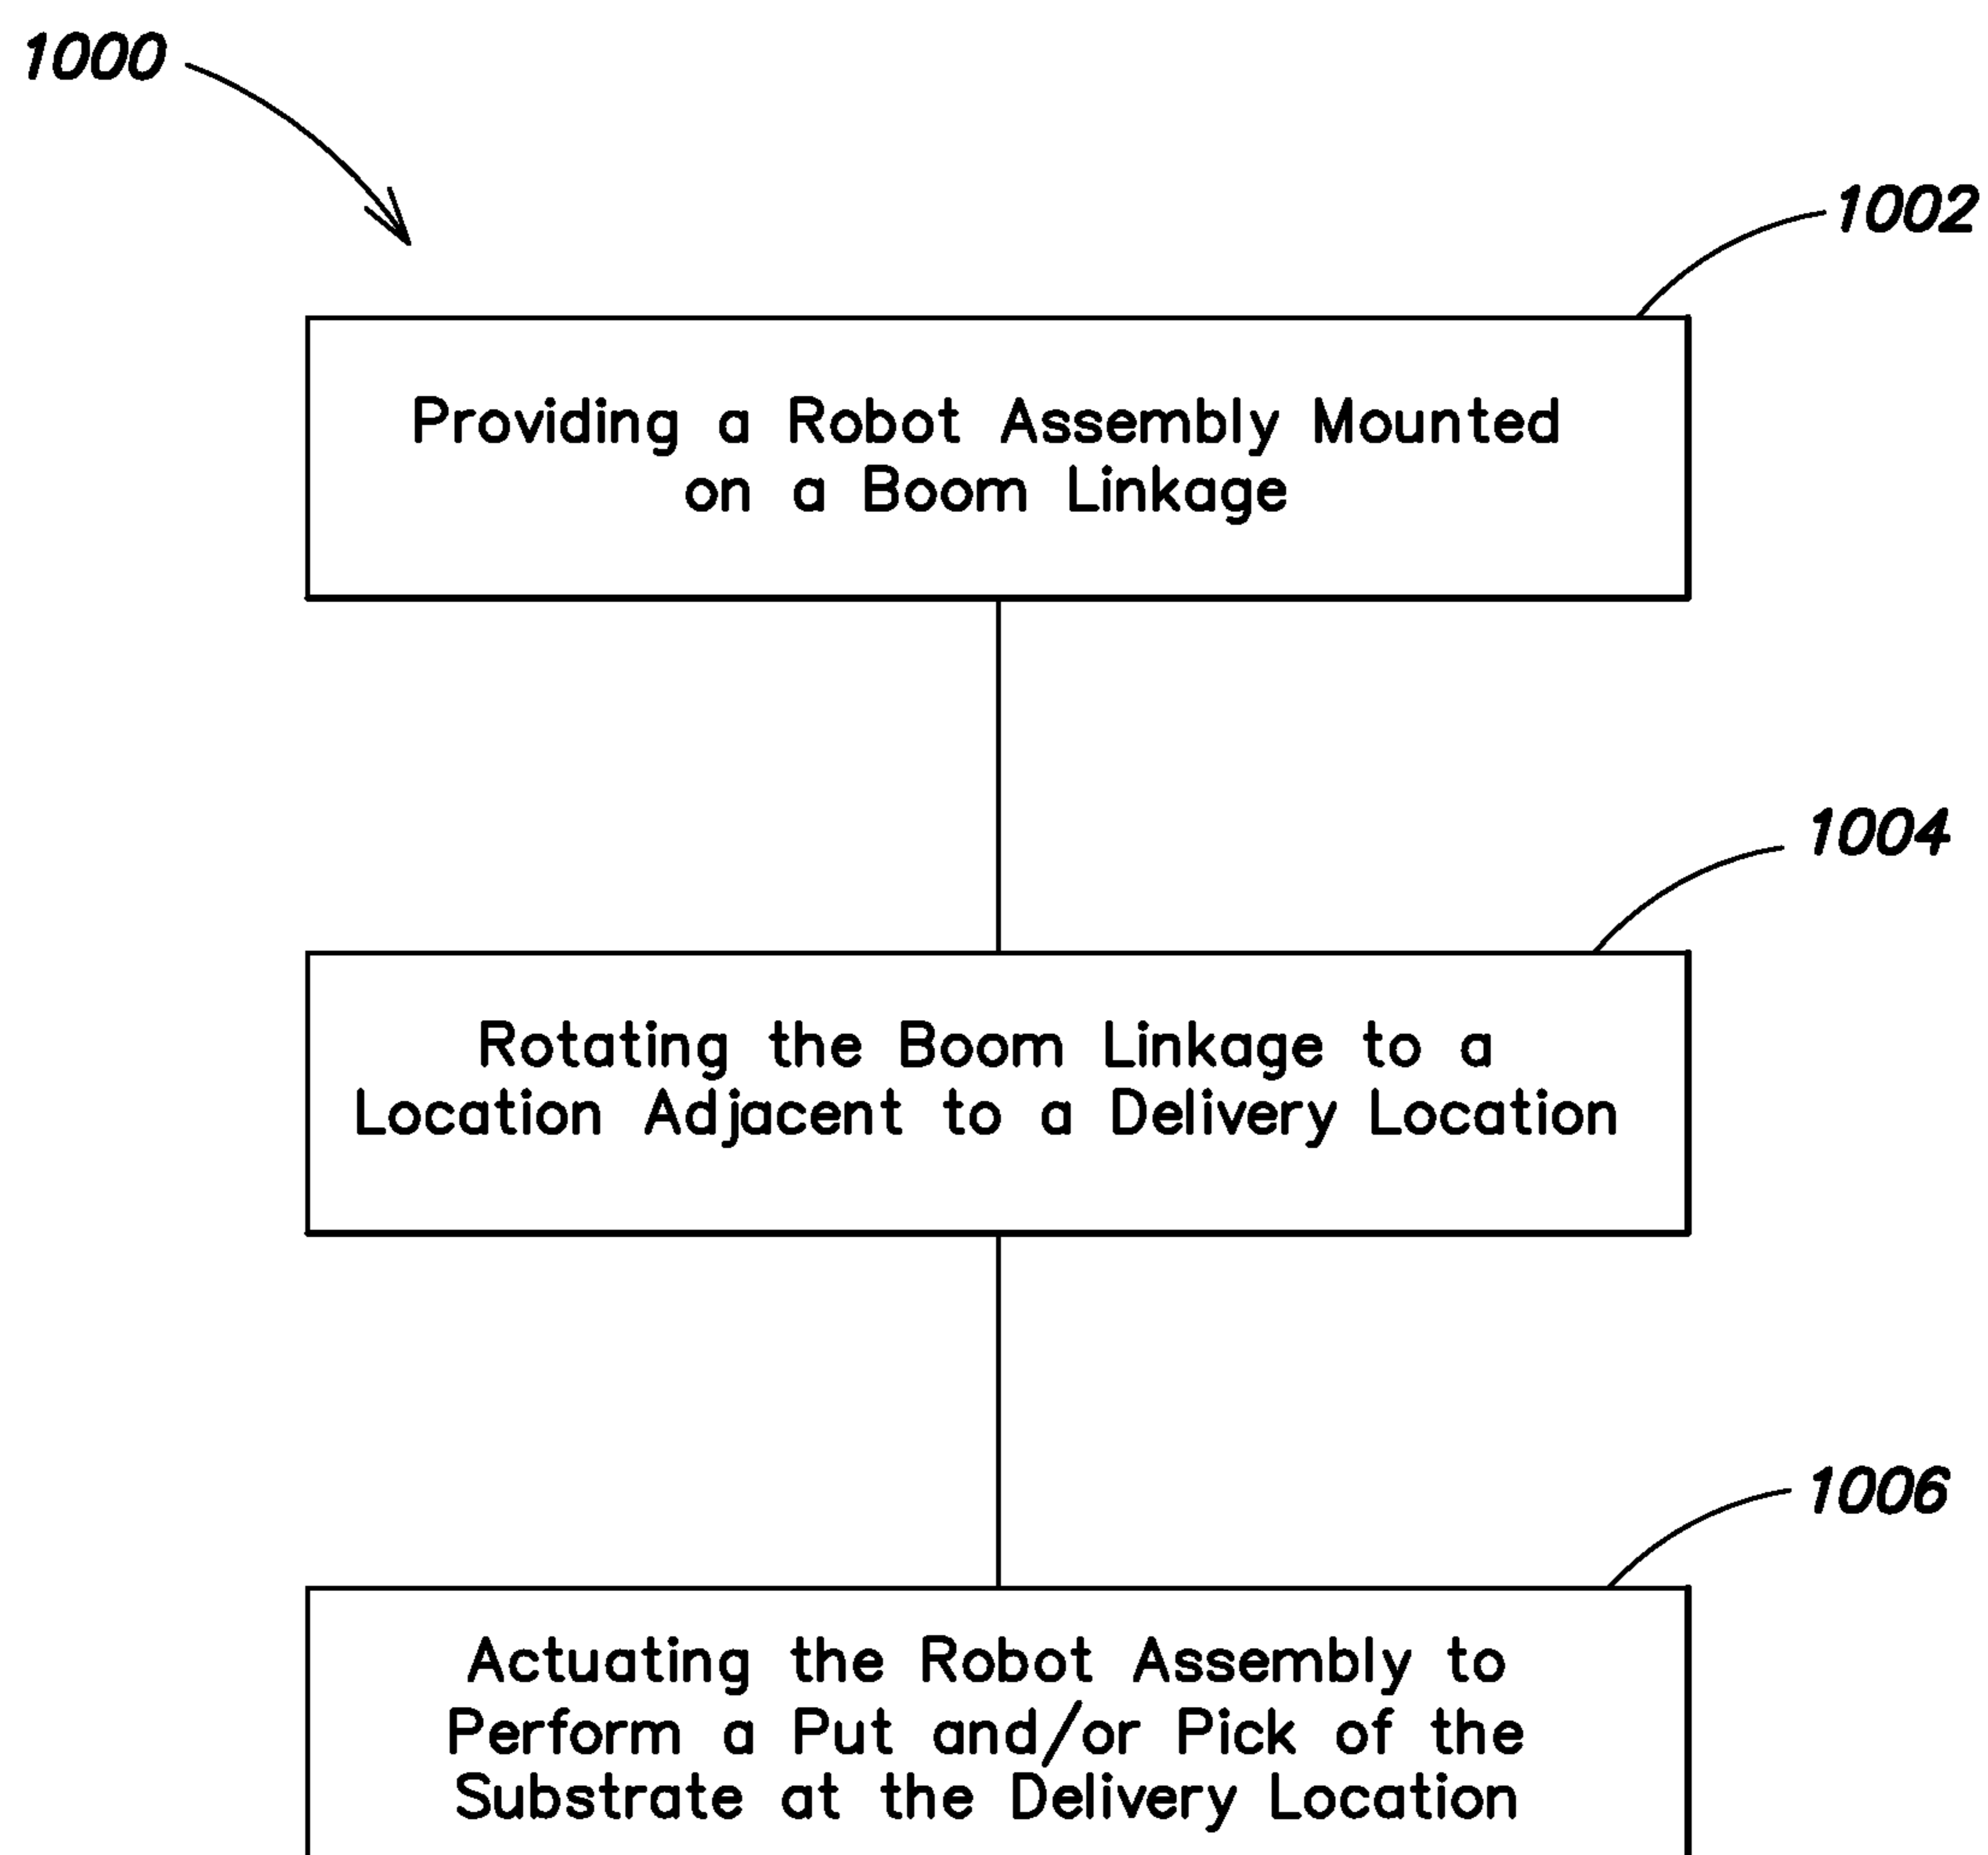 1000
1002
Providing a Robot Assembly Mounted
on a Boom Linkage
1004
Rotating the Boom Linkage to a
Location Adjacent to a Delivery Location
1006
Actuating the Robot Assembly to
Perform a Put and/or Pick of the
Substrate at the Delivery Location